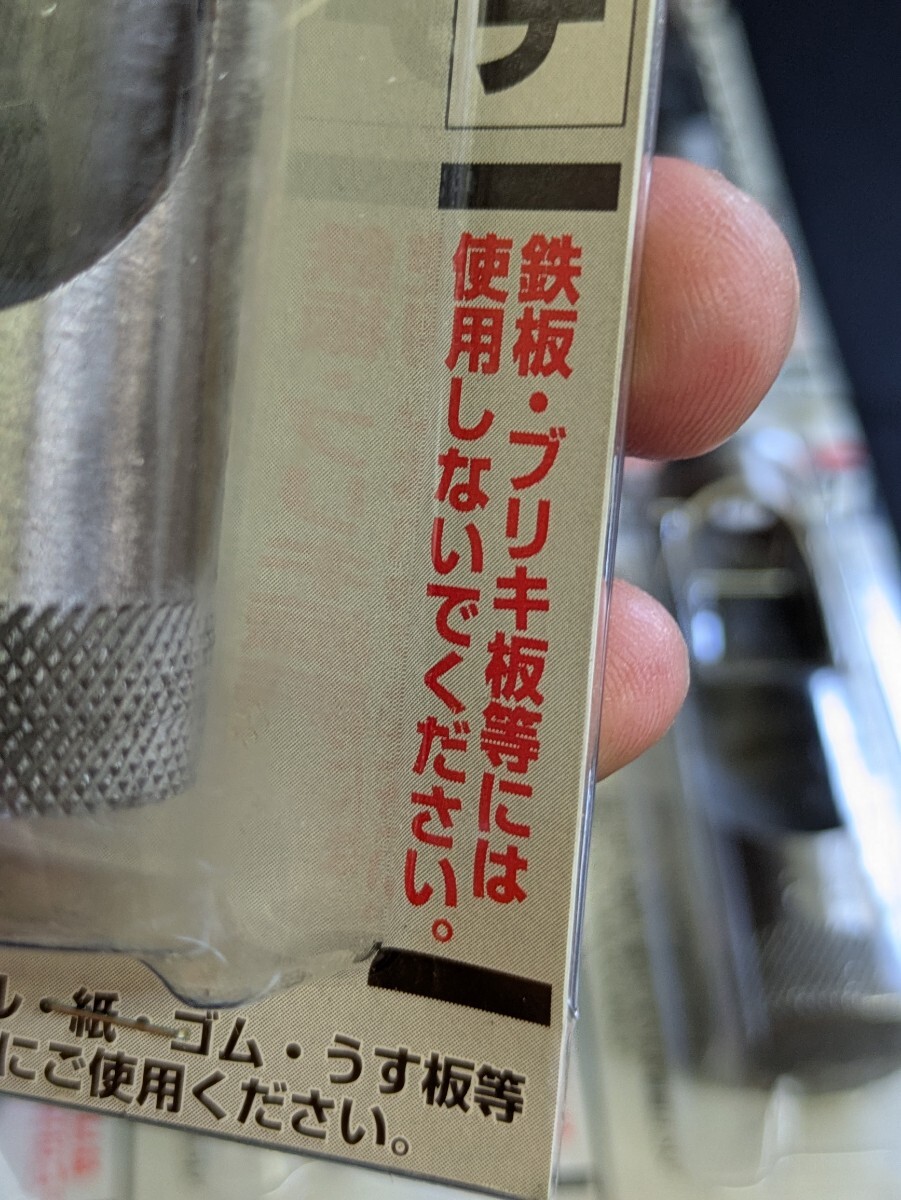 鉄板・ブリキ板等には
使用しないでください。
ル・紙・ゴム・うす板等
にご使用ください。